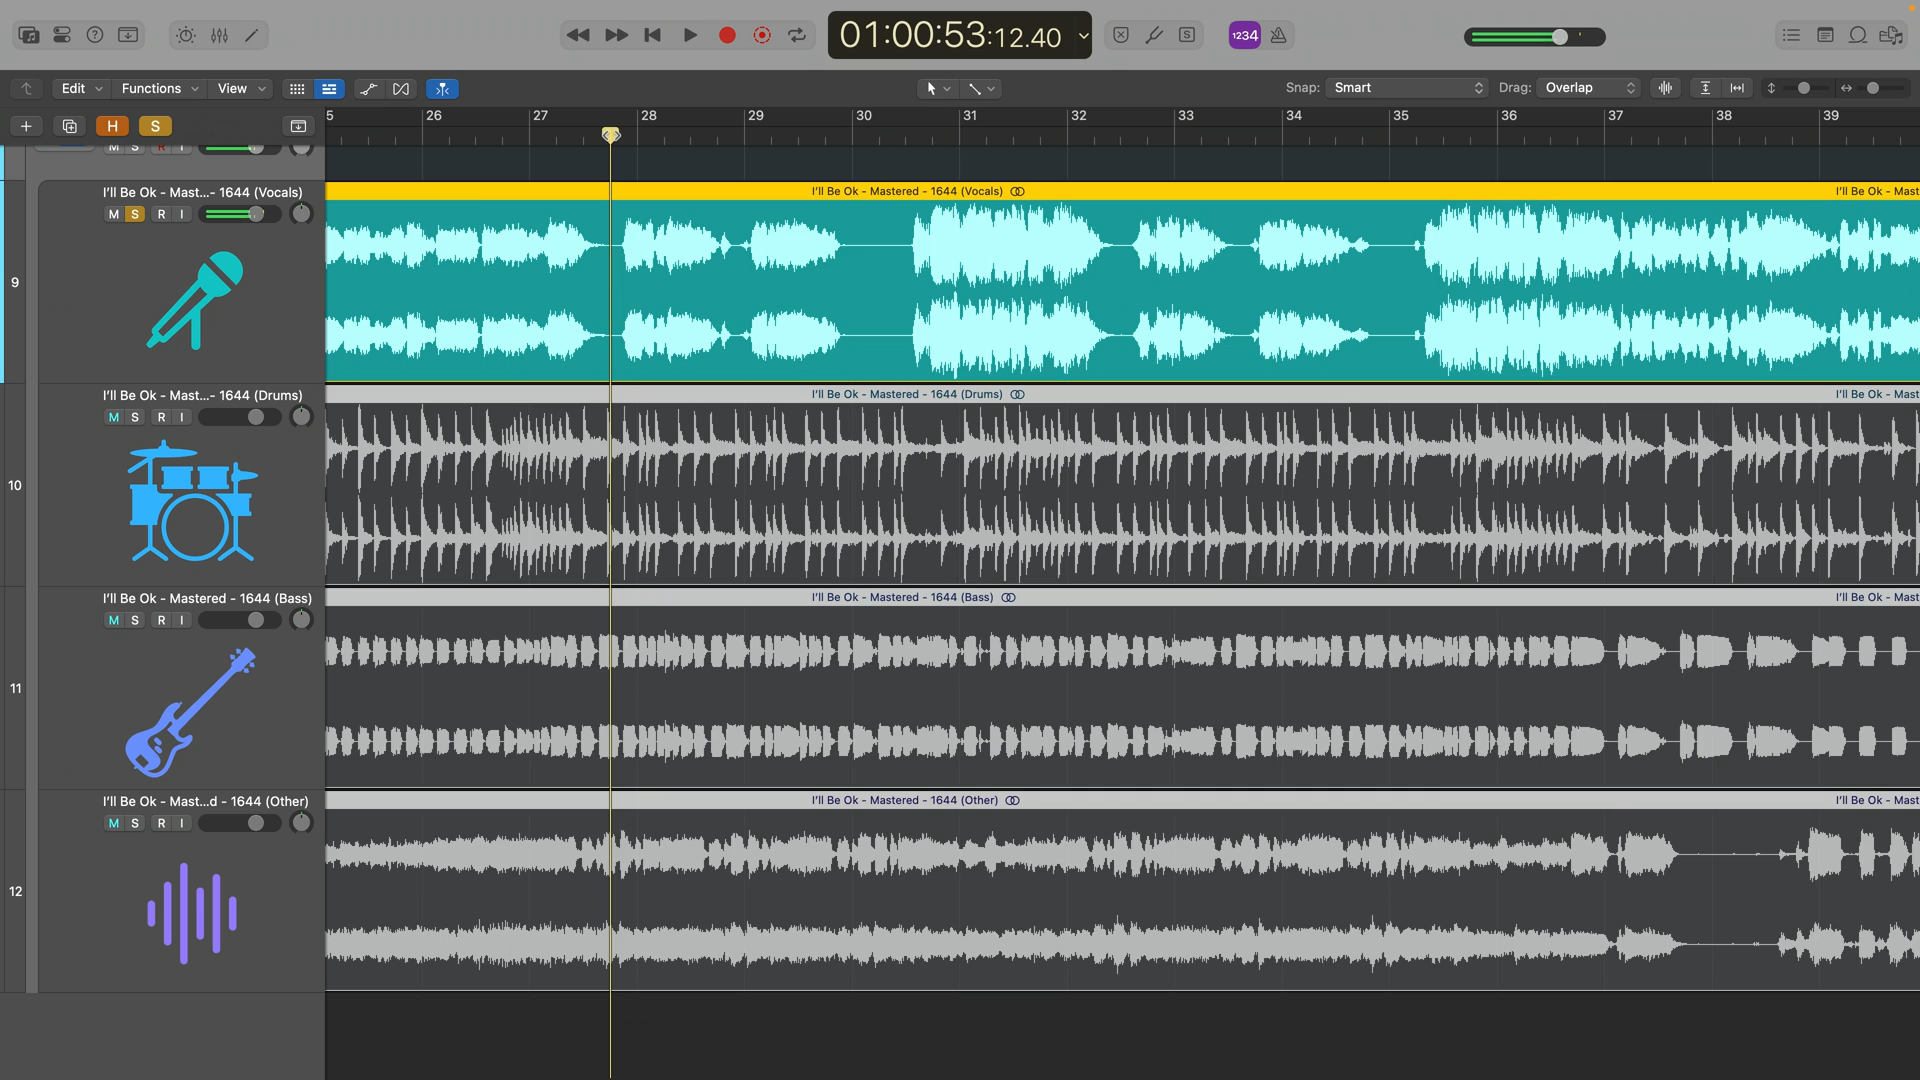 01:00:53:12.40
S
1234
Edit
Functions
View
Snap:
Smart
Drag:
Overlap
H
S
5
26
27
28
29
30
31
32
33
34
35
36
37
38
39
M S R I
I'll Be Ok - Mast...- 1644 (Vocals)
M S R I
9
I'll Be Ok - Mastered - 1644 (Vocals)
I'll Be Ok - Mast
I'll Be Ok - Mast...- 1644 (Drums)
M S R I
10
I'll Be Ok - Mastered - 1644 (Drums)
I'll Be Ok - Mast
I'll Be Ok - Mastered - 1644 (Bass)
M S R I
11
I'll Be Ok - Mastered - 1644 (Bass)
I'll Be Ok - Mast
I'll Be Ok - Mast...d - 1644 (Other)
M S R I
12
I'll Be Ok - Mastered - 1644 (Other)
I'll Be Ok - Mast